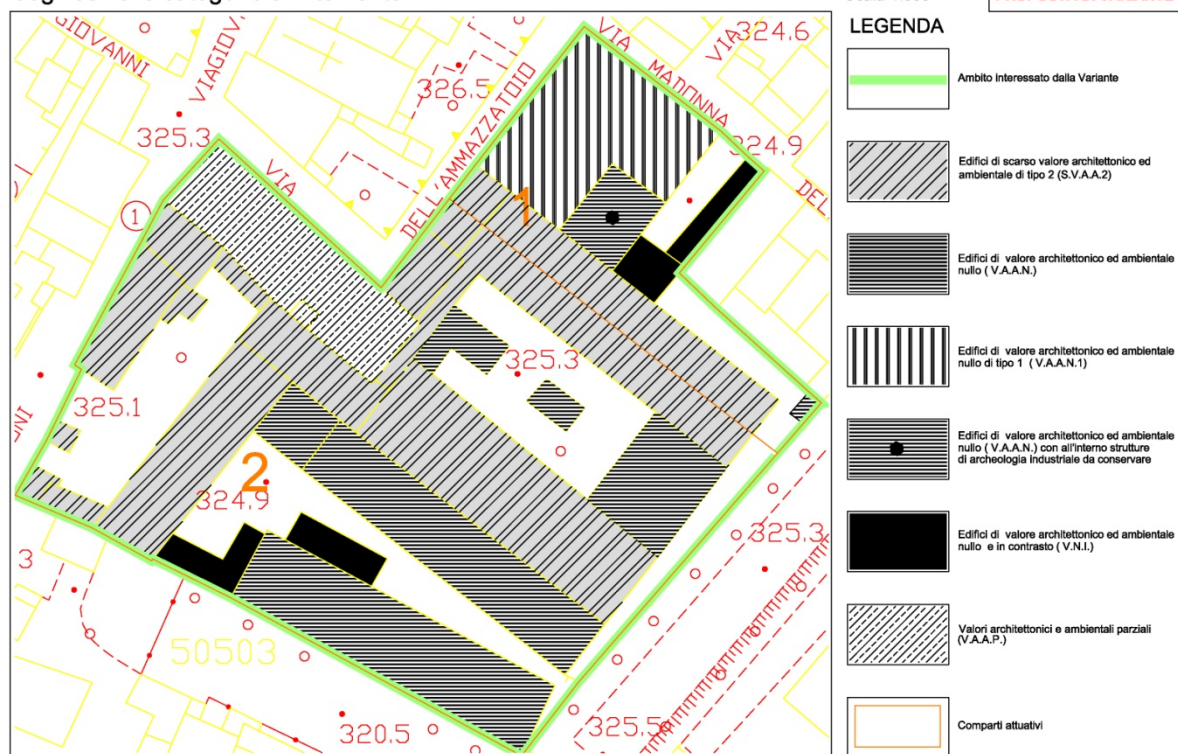 LEGENDA
GIOVANNI
VIAGIOV
326.5
VIA
MADONNA
VIA
324.6
325.3
VIA
DELL'AMMAZZATOIO
324.9
DEL
1
1
325.3
325.1
GNI
2
324.9
3
325.3
50503
320.5
325.5
Ambito interessato dalla Variante
Edifici di scarso valore architettonico ed
ambientale di tipo 2 (S.V.A.A.2)
Edifici di valore architettonico ed ambientale
nullo ( V.A.A.N.)
Edifici di valore architettonico ed ambientale
nullo di tipo 1 ( V.A.A.N.1)
Edifici di valore architettonico ed ambientale
nullo ( V.A.A.N.) con all'interno strutture
di archeologia industriale da conservare
Edifici di valore architettonico ed ambientale
nullo e in contrasto ( V.N.I.)
Valori architettonici e ambientali parziali
(V.A.A.P.)
Comparti attuativi